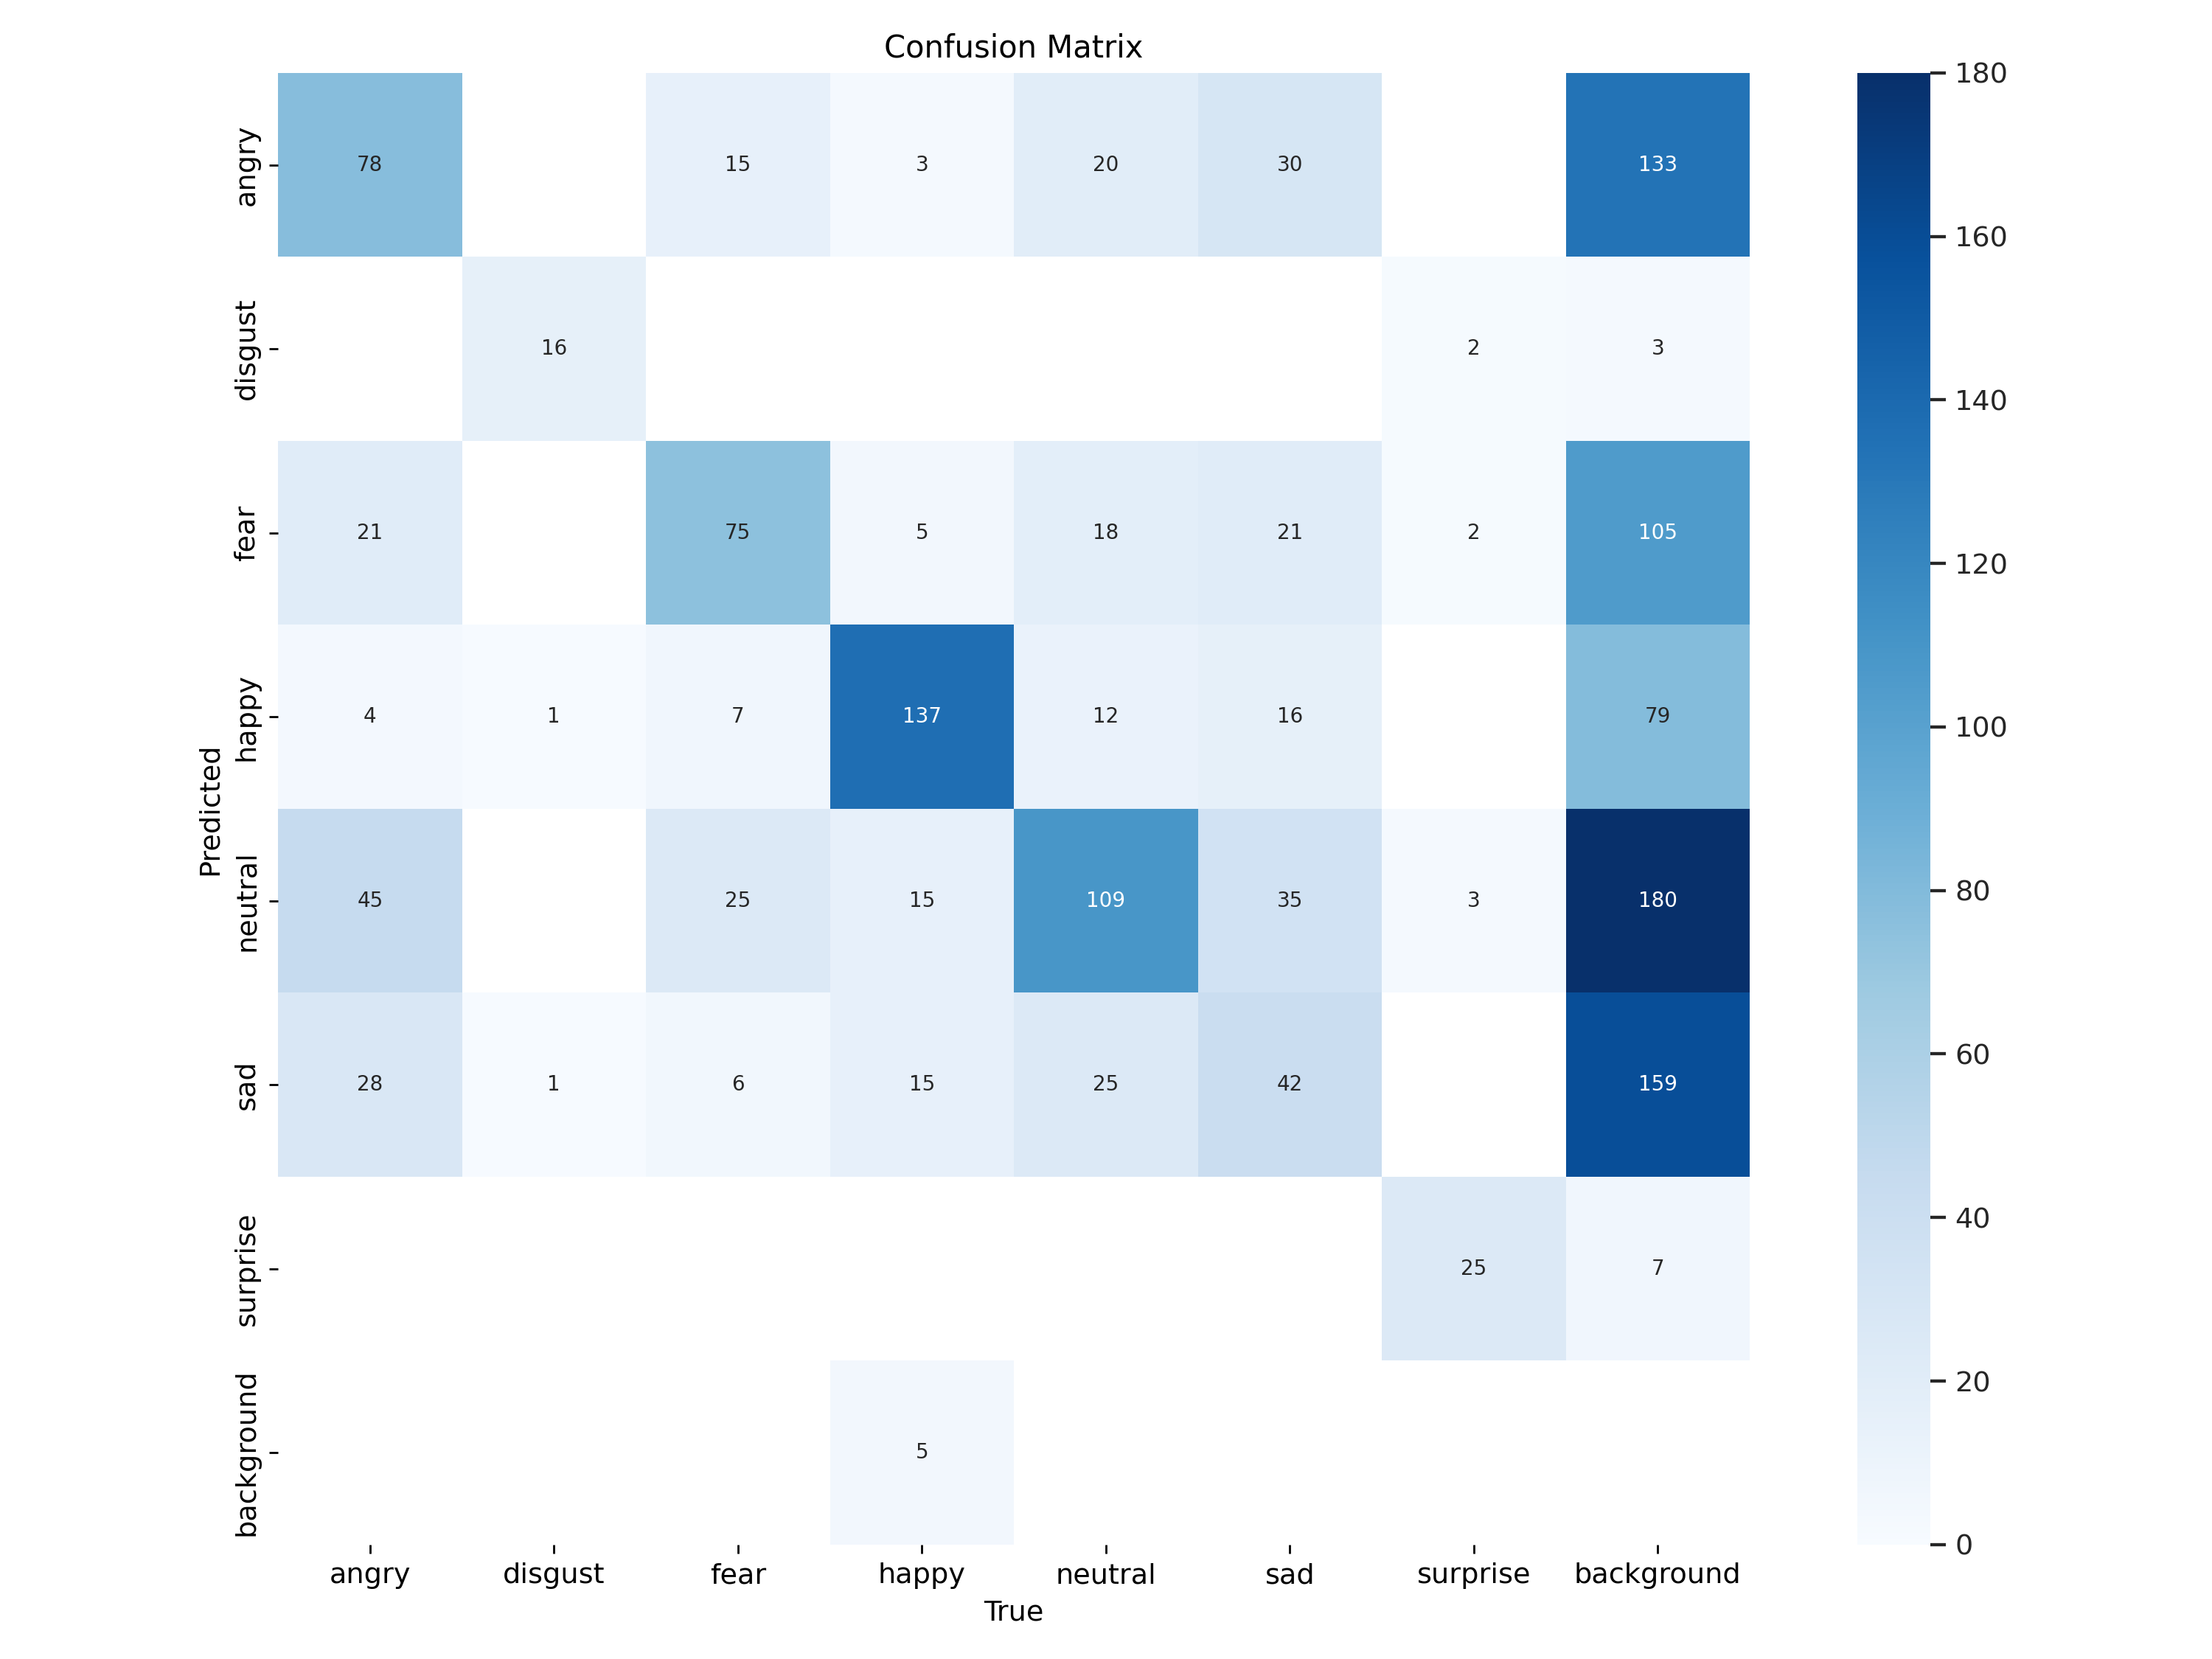 Confusion Matrix
angry 78 15 3 20 30 133
disgust 16 2 3
fear 21 75 5 18 21 2 105
happy 4 1 7 137 12 16 79
neutral 45 25 15 109 35 3 180
sad 28 1 6 15 25 42 159
surprise 25 7
background 5
angry disgust fear happy neutral sad surprise background
True
Predicted
180
160
140
120
100
80
60
40
20
0